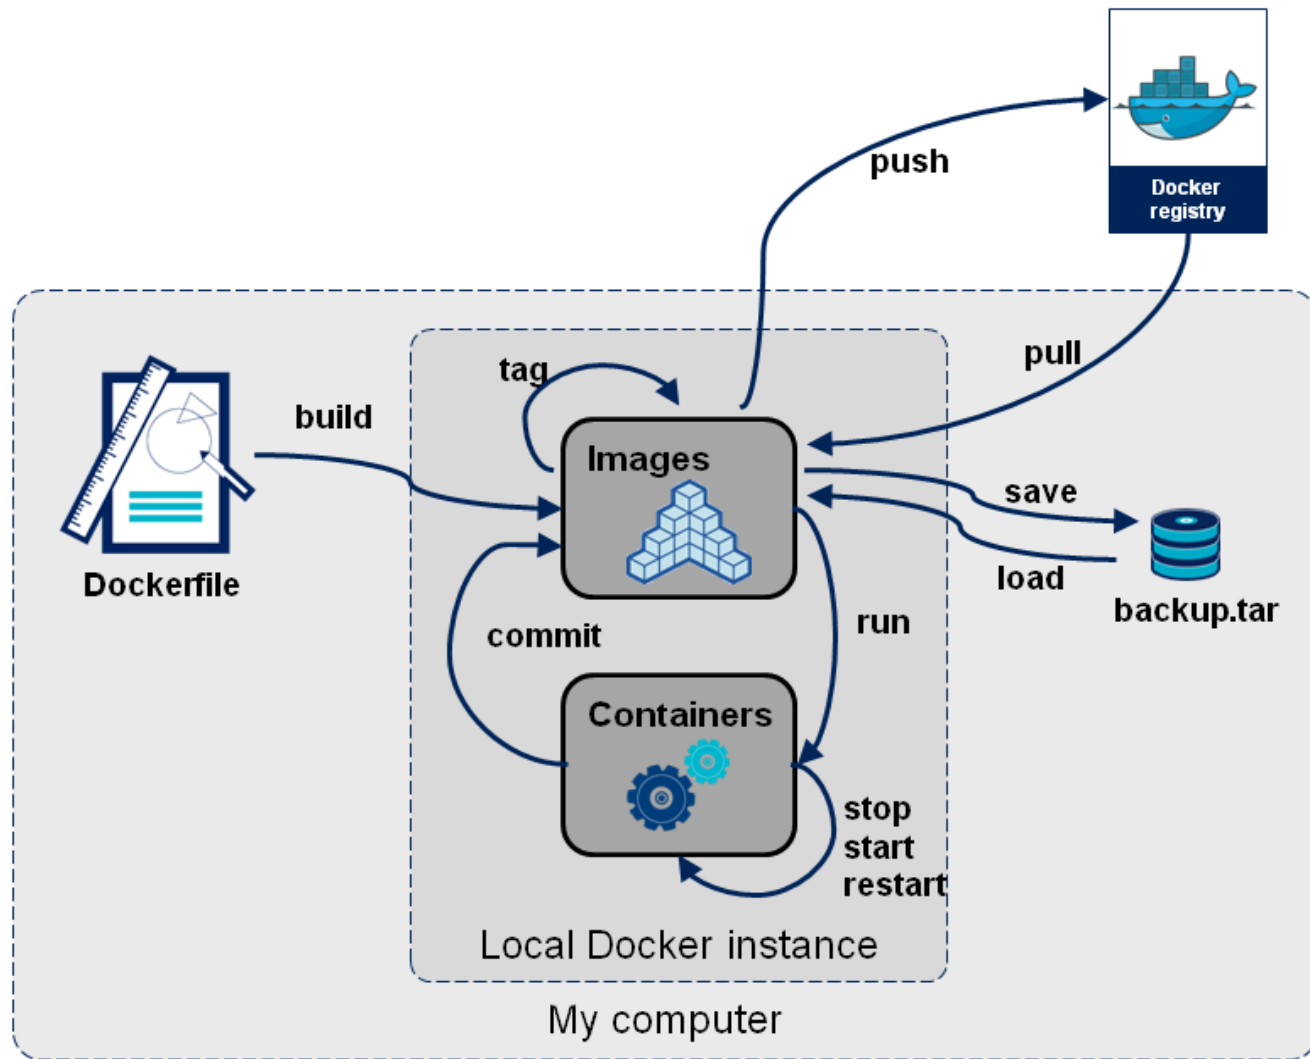 Docker
registry
push
pull
tag
build
Images
save
Dockerfile
load
backup.tar
commit
run
Containers
stop
start
restart
Local Docker instance
My computer